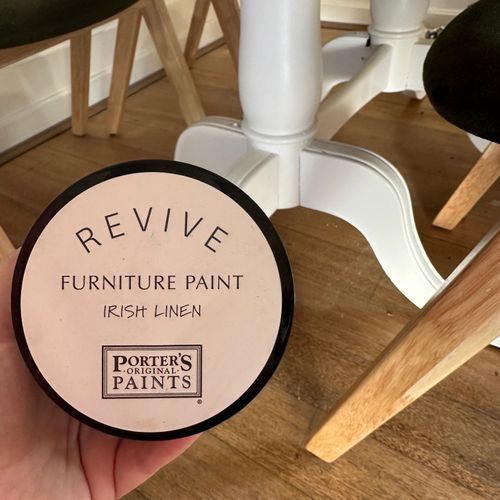 REVIVE
FURNITURE PAINT
IRISH LINEN
PORTER'S
·ORIGINAL·
PAINTS
®